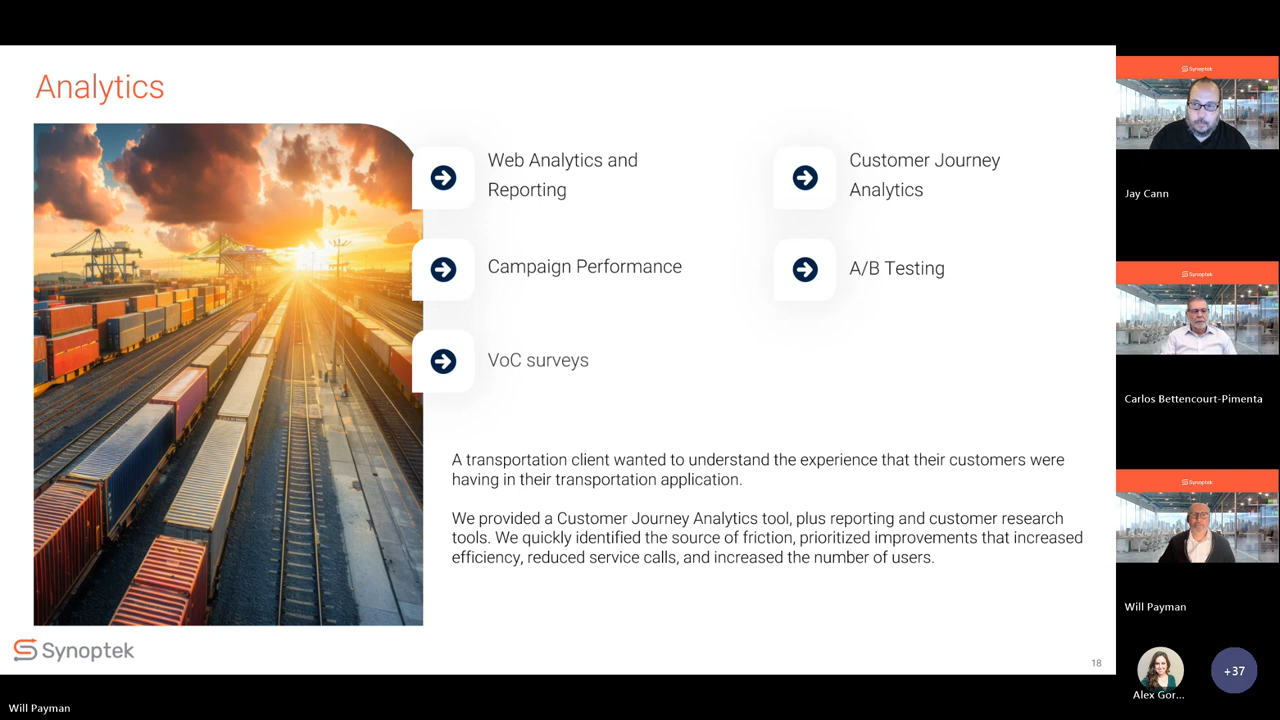 Analytics
Web Analytics and
Reporting
Customer Journey
Analytics
Campaign Performance
A/B Testing
VoC surveys
A transportation client wanted to understand the experience that their customers were
having in their transportation application.
We provided a Customer Journey Analytics tool, plus reporting and customer research
tools. We quickly identified the source of friction, prioritized improvements that increased
efficiency, reduced service calls, and increased the number of users.
Synoptek
18
Will Payman
Synoptek
Jay Cann
Synoptek
Carlos Bettencourt-Pimenta
Synoptek
Will Payman
Alex Gor...
+37